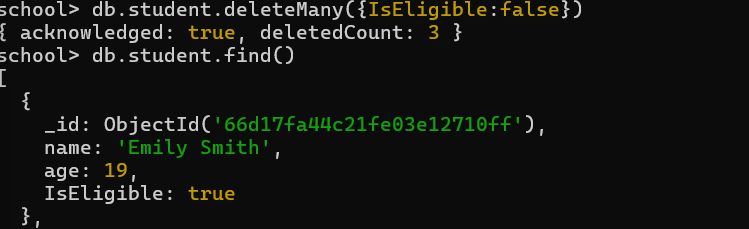 school> db.student.deleteMany({IsEligible:false})
{ acknowledged: true, deletedCount: 3 }
school> db.student.find()
[
  {
    _id: ObjectId('66d17fa44c21fe03e12710ff'),
    name: 'Emily Smith',
    age: 19,
    IsEligible: true
  },